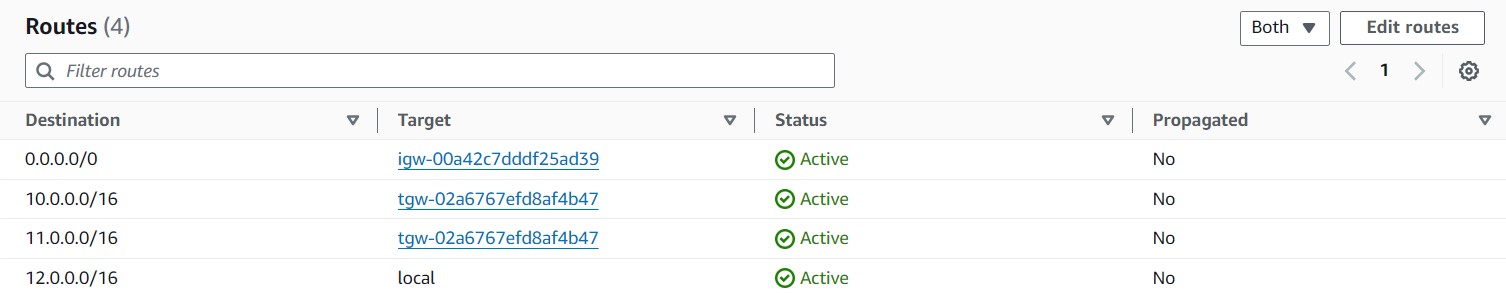 Routes (4)
Both
Edit routes
Filter routes
1
Destination Target Status Propagated
0.0.0.0/0 igw-00a42c7dddf25ad39 Active No
10.0.0.0/16 tgw-02a6767efd8af4b47 Active No
11.0.0.0/16 tgw-02a6767efd8af4b47 Active No
12.0.0.0/16 local Active No